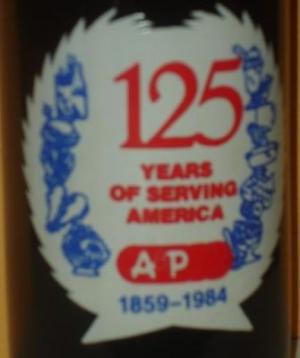 125
YEARS
OF SERVING
AMERICA
A&P
1859-1984